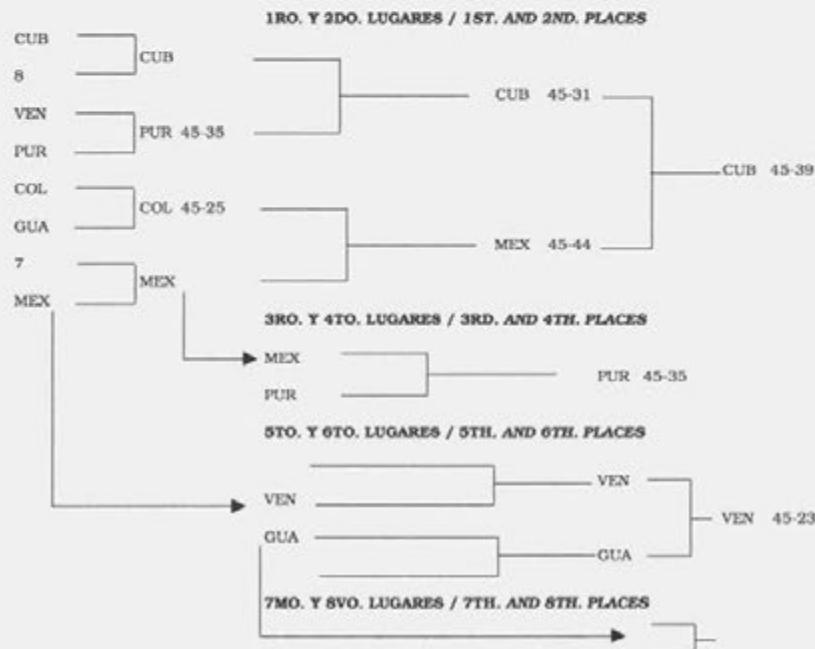 1RO. Y 2DO. LUGARES / 1ST. AND 2ND. PLACES
CUB
8
CUB
VEN
PUR
PUR 45-35
COL
GUA
COL 45-25
7
MEX
MEX
CUB 45-31
MEX 45-44
CUB 45-39
3RO. Y 4TO. LUGARES / 3RD. AND 4TH. PLACES
MEX
PUR
PUR 45-35
5TO. Y 6TO. LUGARES / 5TH. AND 6TH. PLACES
VEN
GUA
VEN
GUA
VEN 45-23
7MO. Y 8VO. LUGARES / 7TH. AND 8TH. PLACES